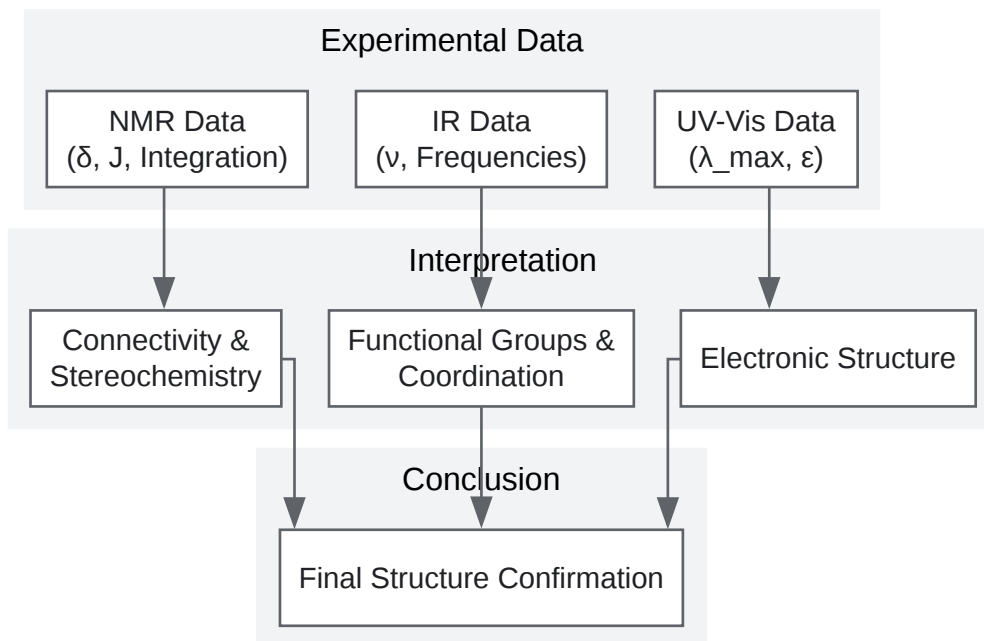 Experimental Data
NMR Data
(δ, J, Integration)
IR Data
(ν, Frequencies)
UV-Vis Data
(λ_max, ε)
Interpretation
Connectivity &
Stereochemistry
Functional Groups &
Coordination
Electronic Structure
Conclusion
Final Structure Confirmation